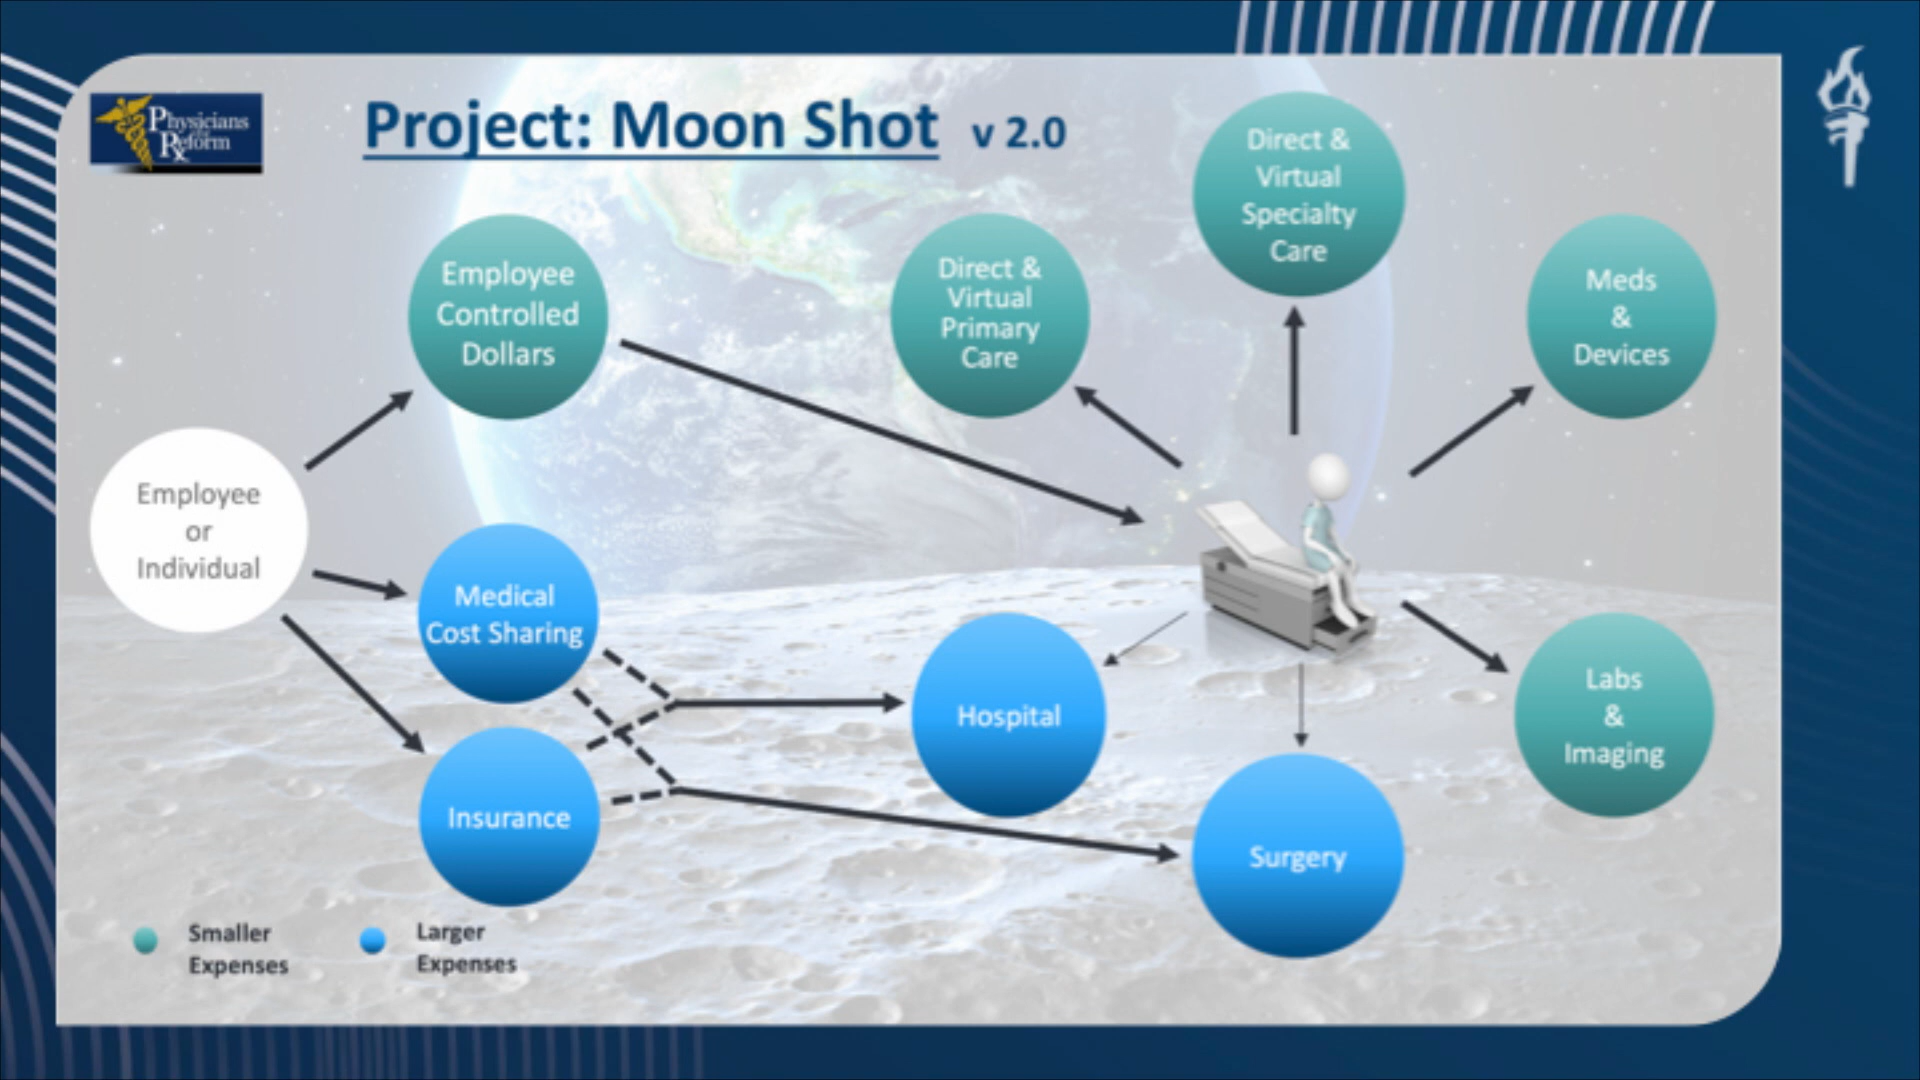 Physicians
for
Reform
Project: Moon Shot v 2.0
Direct &
Virtual
Specialty
Care
Employee
Controlled
Dollars
Direct &
Virtual
Primary
Care
Meds
&
Devices
Employee
or
Individual
Medical
Cost Sharing
Hospital
Labs
&
Imaging
Insurance
Surgery
Smaller
Expenses
Larger
Expenses